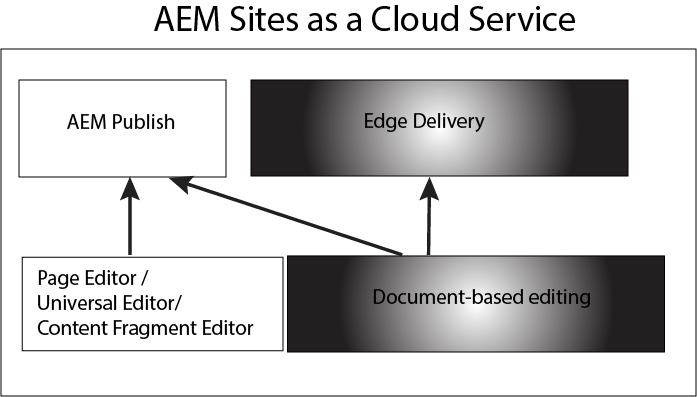 AEM Sites as a Cloud Service
AEM Publish
Edge Delivery
Page Editor /
Universal Editor/
Content Fragment Editor
Document-based editing